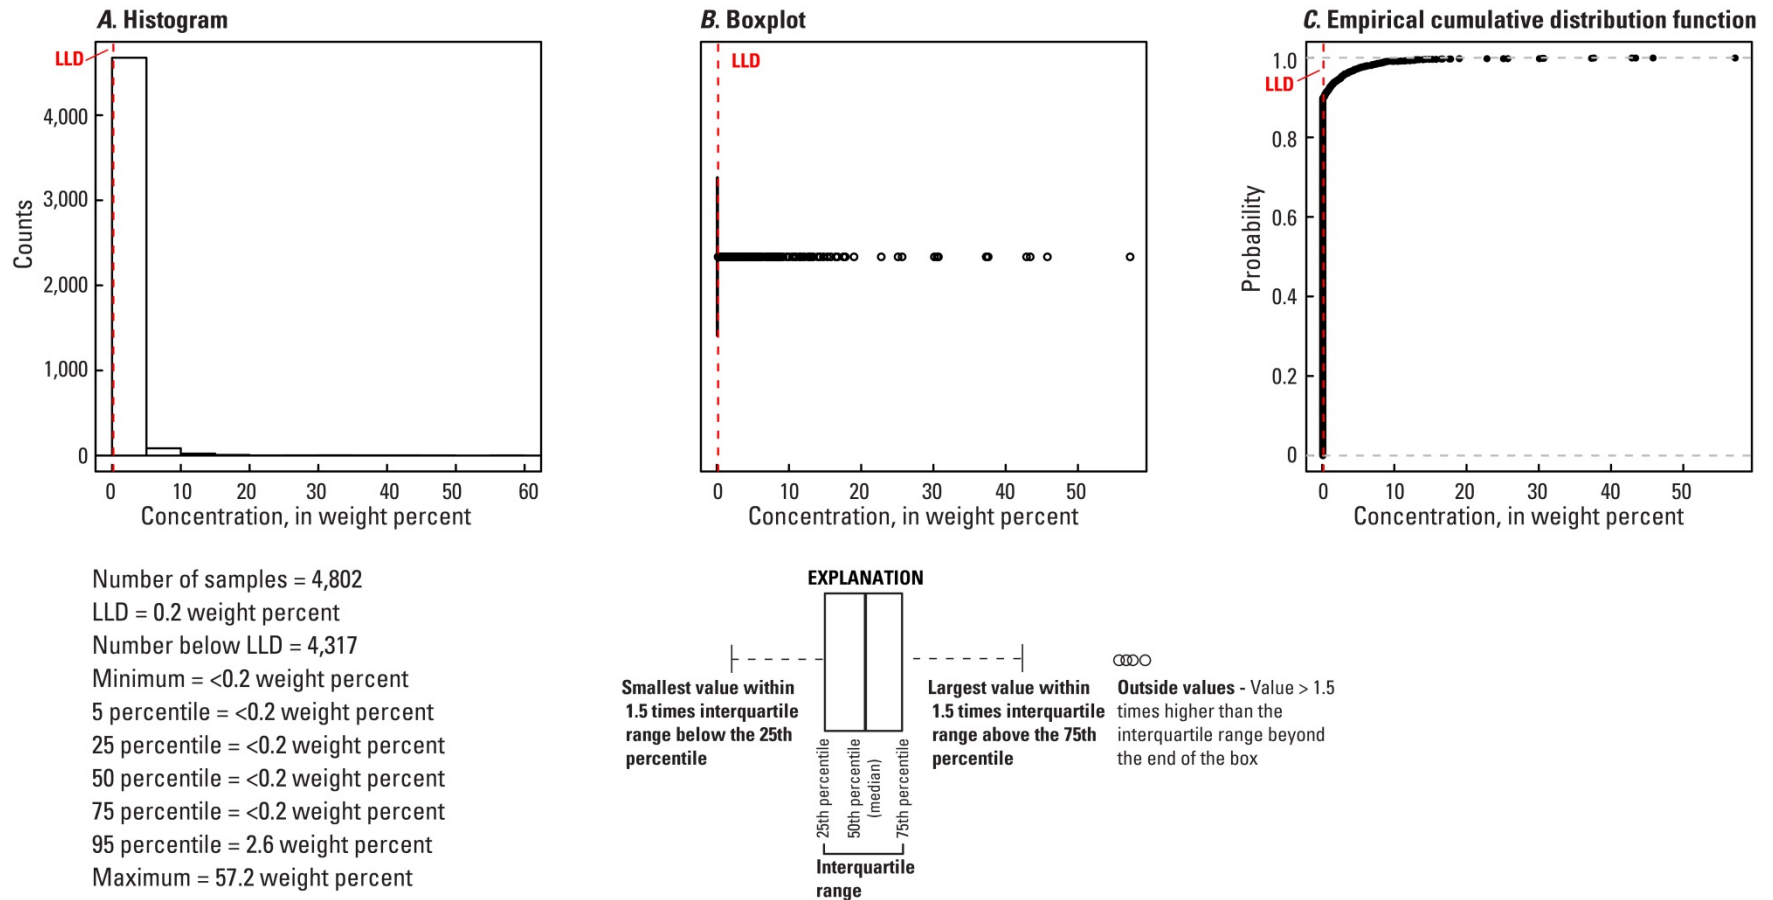 A. Histogram
LLD
4,000
3,000
2,000
1,000
0
Counts
0 10 20 30 40 50 60
Concentration, in weight percent
B. Boxplot
LLD
0 10 20 30 40 50
Concentration, in weight percent
C. Empirical cumulative distribution function
1.0
LLD
0.8
0.6
0.4
0.2
0
Probability
0 10 20 30 40 50
Concentration, in weight percent
Number of samples = 4,802
LLD = 0.2 weight percent
Number below LLD = 4,317
Minimum = <0.2 weight percent
5 percentile = <0.2 weight percent
25 percentile = <0.2 weight percent
50 percentile = <0.2 weight percent
75 percentile = <0.2 weight percent
95 percentile = 2.6 weight percent
Maximum = 57.2 weight percent
EXPLANATION
Smallest value within
1.5 times interquartile
range below the 25th
percentile
25th percentile
50th percentile
(median)
75th percentile
Interquartile
range
Largest value within
1.5 times interquartile
range above the 75th
percentile
Outside values - Value > 1.5
times higher than the
interquartile range beyond
the end of the box